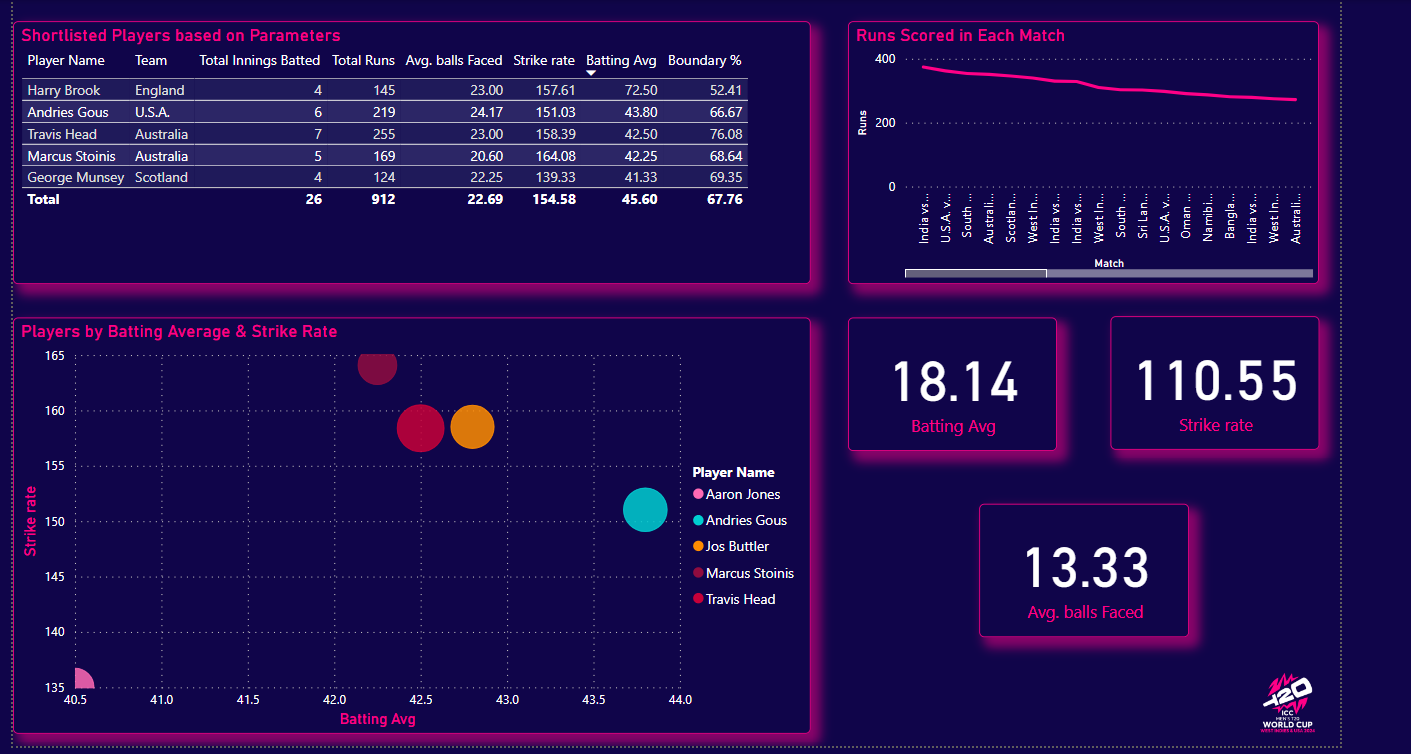 Shortlisted Players based on Parameters
Player Name Team Total Innings Batted Total Runs Avg. balls Faced Strike rate Batting Avg Boundary %
Harry Brook England 4 145 23.00 157.61 72.50 52.41
Andries Gous U.S.A. 6 219 24.17 151.03 43.80 66.67
Travis Head Australia 7 255 23.00 158.39 42.50 76.08
Marcus Stoinis Australia 5 169 20.60 164.08 42.25 68.64
George Munsey Scotland 4 124 22.25 139.33 41.33 69.35
Total 26 912 22.69 154.58 45.60 67.76
Runs Scored in Each Match
Runs
400
200
0
India vs...
U.S.A. v...
South ...
Australi...
Scotlan...
West In...
India vs...
India vs...
West In...
South ...
Sri Lan...
U.S.A. v...
Oman ...
Namibi...
Bangla...
India vs...
West In...
Australi...
Match
Players by Batting Average & Strike Rate
Strike rate
165
160
155
150
145
140
135
40.5 41.0 41.5 42.0 42.5 43.0 43.5 44.0
Batting Avg
Player Name
Aaron Jones
Andries Gous
Jos Buttler
Marcus Stoinis
Travis Head
18.14
Batting Avg
110.55
Strike rate
13.33
Avg. balls Faced
T20
ICC
MEN'S T20
WORLD CUP
WEST INDIES & USA 2024